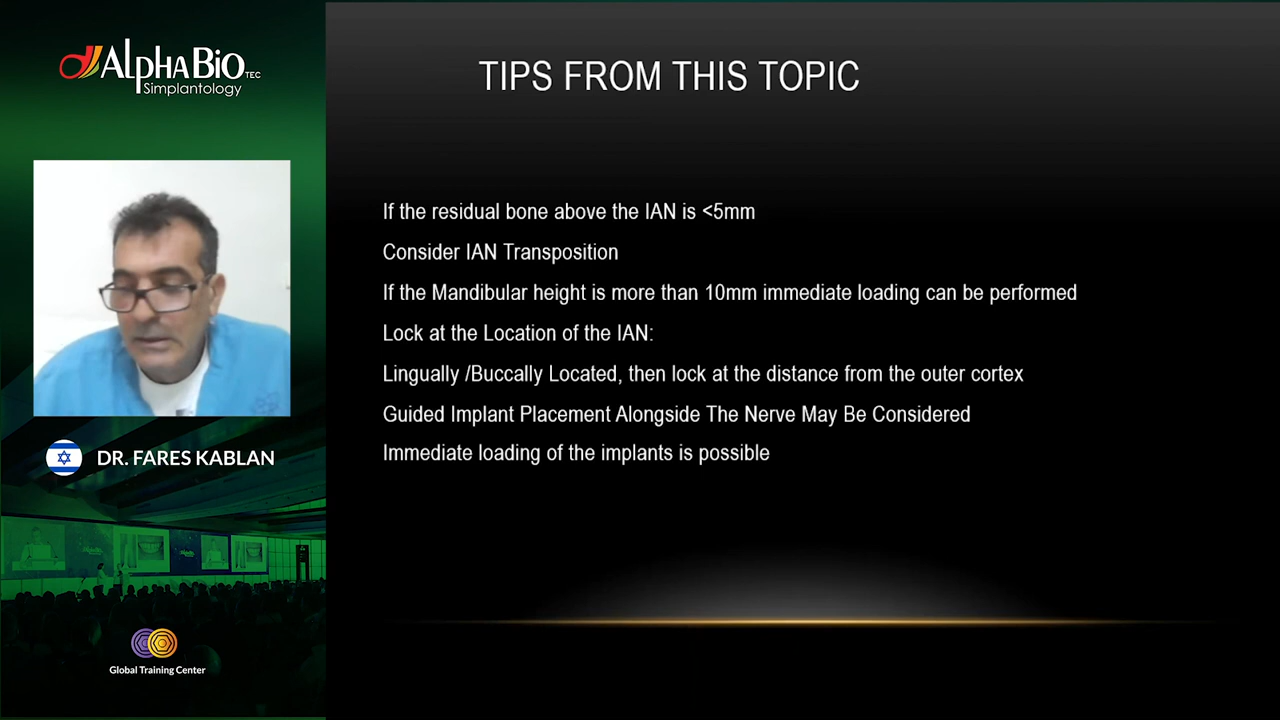 AlphaBio TEC
Simplantology
DR. FARES KABLAN
Global Training Center
TIPS FROM THIS TOPIC
If the residual bone above the IAN is <5mm
Consider IAN Transposition
If the Mandibular height is more than 10mm immediate loading can be performed
Lock at the Location of the IAN:
Lingually /Buccally Located, then lock at the distance from the outer cortex
Guided Implant Placement Alongside The Nerve May Be Considered
Immediate loading of the implants is possible